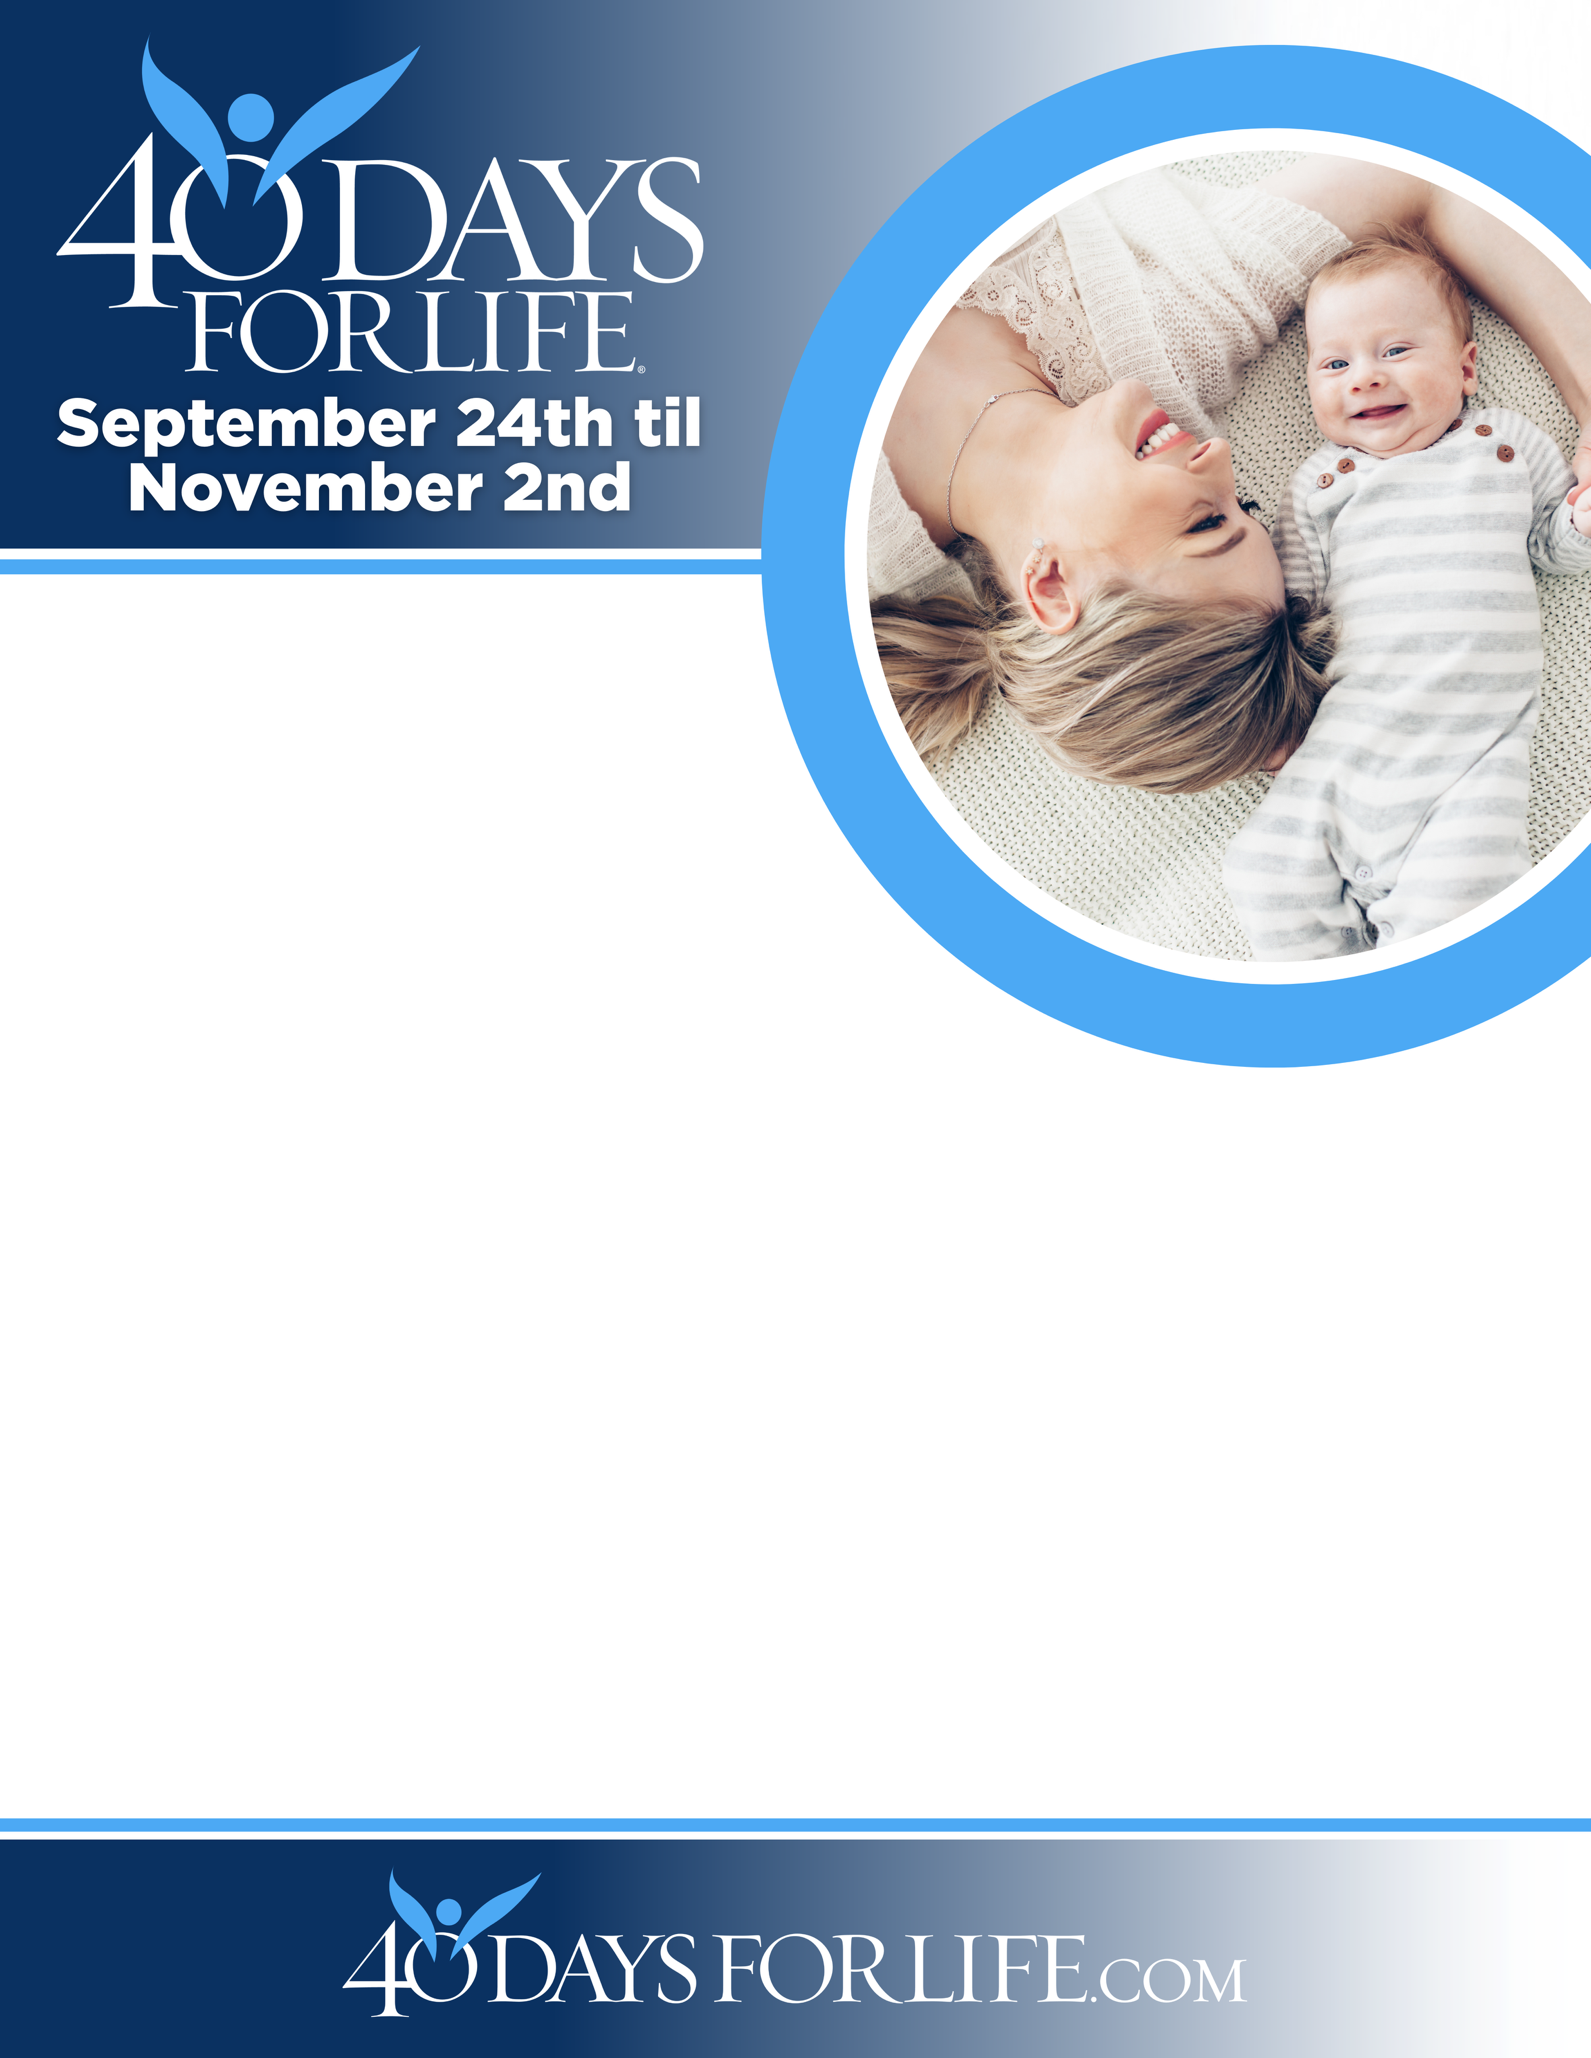 40 DAYS
FOR LIFE®
September 24th til
November 2nd
40 DAYS FOR LIFE.COM